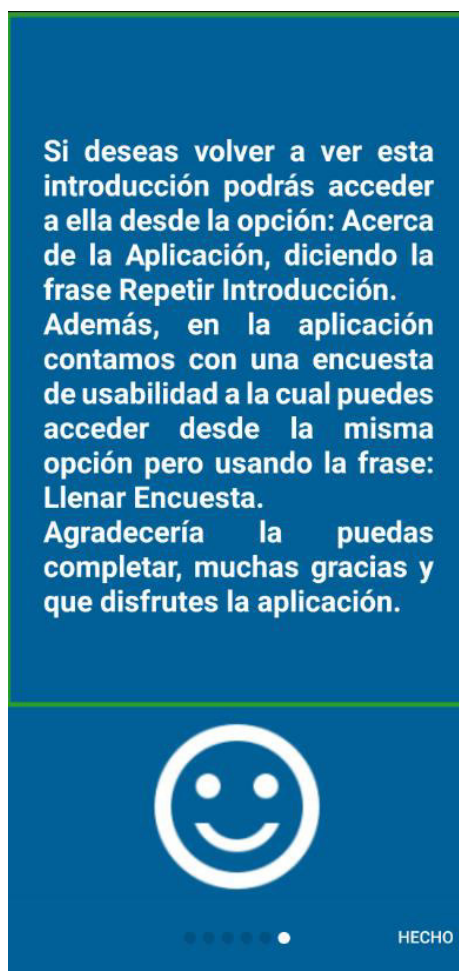 Si deseas volver a ver esta
introducción podrás acceder
a ella desde la opción: Acerca
de la Aplicación, diciendo la
frase Repetir Introducción.
Además, en la aplicación
contamos con una encuesta
de usabilidad a la cual puedes
acceder desde la misma
opción pero usando la frase:
Llenar Encuesta.
Agradecería la puedas
completar, muchas gracias y
que disfrutes la aplicación.
HECHO